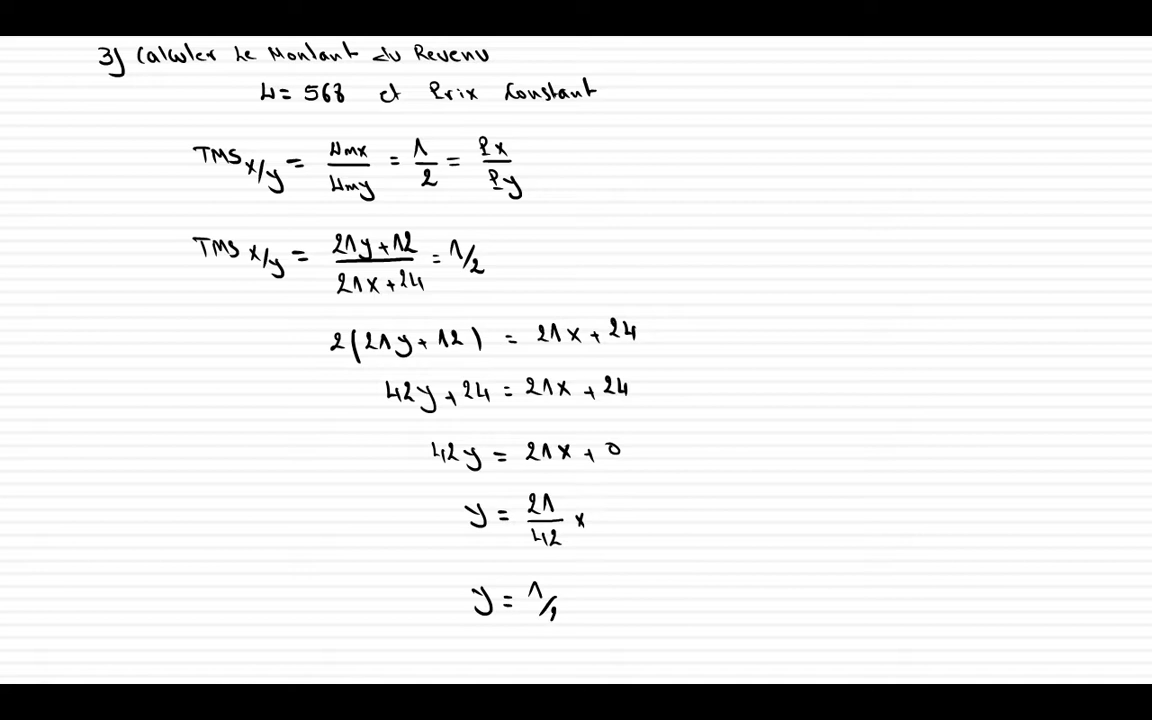 3) Calculer Le Montant du Revenu
U = 568 et Prix Constant
TMS x/y = Umx/Umy = 1/2 = Px/Py
TMS x/y = 21y + 12 / 21x + 24 = 1/2
2(21y + 12) = 21x + 24
42y + 24 = 21x + 24
42y = 21x + 0
y = 21/42 x
y = 1/